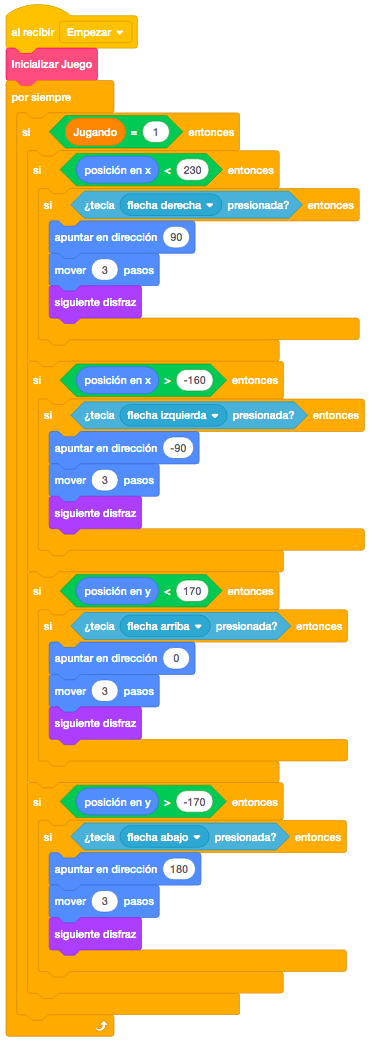 al recibir Empezar
Inicializar Juego
por siempre
si Jugando = 1 entonces
si posición en x < 230 entonces
si ¿tecla flecha derecha presionada? entonces
apuntar en dirección 90
mover 3 pasos
siguiente disfraz
si posición en x > -160 entonces
si ¿tecla flecha izquierda presionada? entonces
apuntar en dirección -90
mover 3 pasos
siguiente disfraz
si posición en y < 170 entonces
si ¿tecla flecha arriba presionada? entonces
apuntar en dirección 0
mover 3 pasos
siguiente disfraz
si posición en y > -170 entonces
si ¿tecla flecha abajo presionada? entonces
apuntar en dirección 180
mover 3 pasos
siguiente disfraz